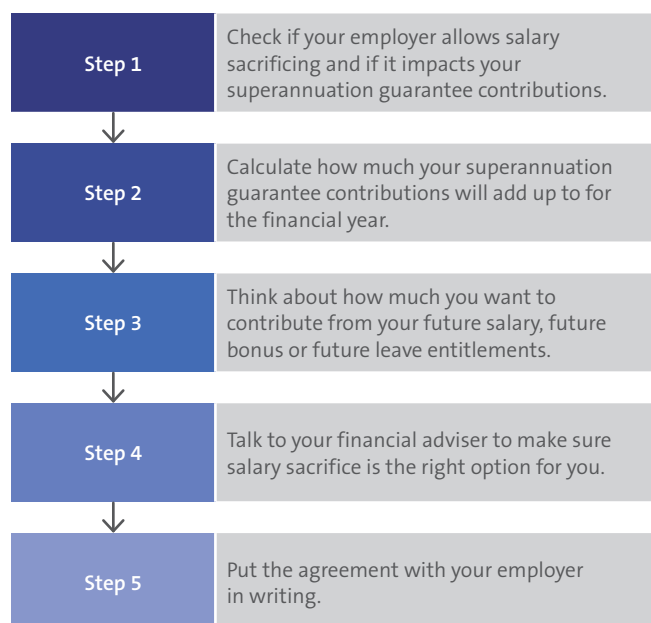 Step 1
Check if your employer allows salary
sacrificing and if it impacts your
superannuation guarantee contributions.
Step 2
Calculate how much your superannuation
guarantee contributions will add up to for
the financial year.
Step 3
Think about how much you want to
contribute from your future salary, future
bonus or future leave entitlements.
Step 4
Talk to your financial adviser to make sure
salary sacrifice is the right option for you.
Step 5
Put the agreement with your employer
in writing.